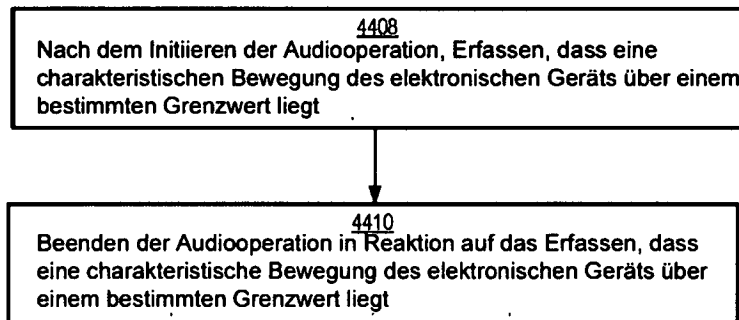 4408
Nach dem Initiieren der Audiooperation, Erfassen, dass eine
charakteristischen Bewegung des elektronischen Geräts über einem
bestimmten Grenzwert liegt
4410
Beenden der Audiooperation in Reaktion auf das Erfassen, dass
eine charakteristische Bewegung des elektronischen Geräts über
einem bestimmten Grenzwert liegt